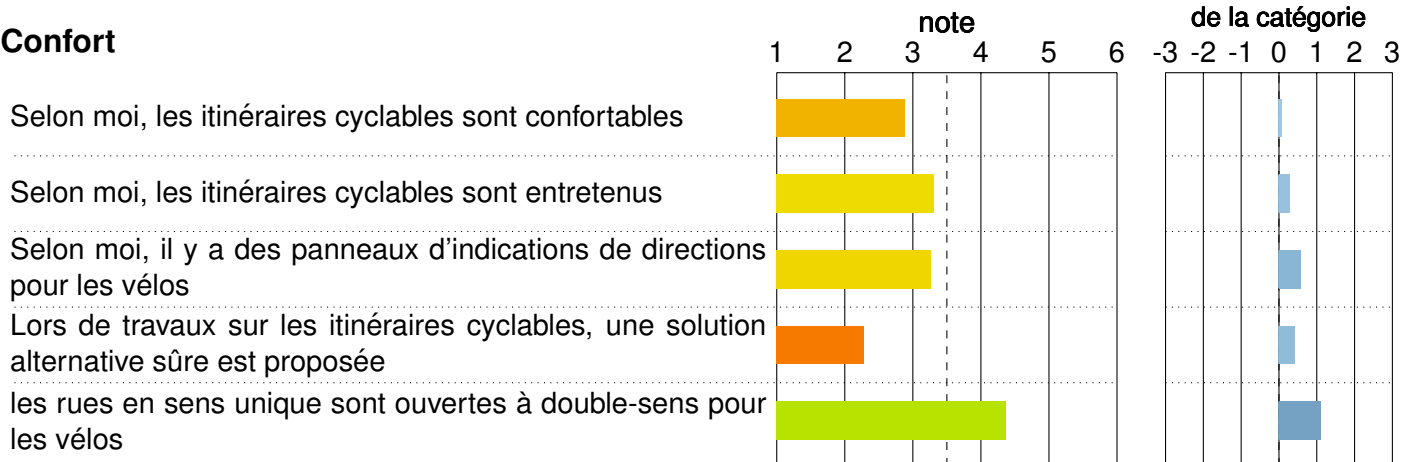 note
de la catégorie
Confort
1 2 3 4 5 6
-3 -2 -1 0 1 2 3
Selon moi, les itinéraires cyclables sont confortables
Selon moi, les itinéraires cyclables sont entretenus
Selon moi, il y a des panneaux d'indications de directions
pour les vélos
Lors de travaux sur les itinéraires cyclables, une solution
alternative sûre est proposée
les rues en sens unique sont ouvertes à double-sens pour
les vélos